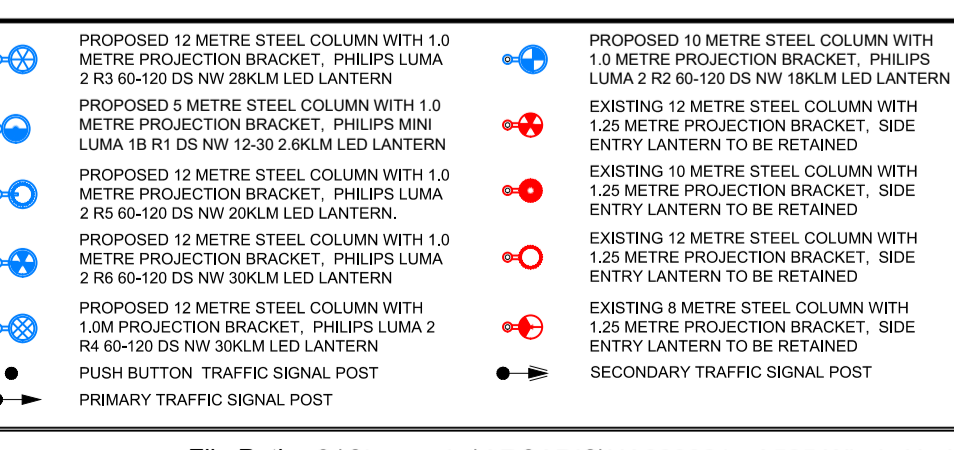 PROPOSED 12 METRE STEEL COLUMN WITH 1.0
METRE PROJECTION BRACKET, PHILIPS LUMA
2 R3 60-120 DS NW 28KLM LED LANTERN
PROPOSED 5 METRE STEEL COLUMN WITH 1.0
METRE PROJECTION BRACKET, PHILIPS MINI
LUMA 1B R1 DS NW 12-30 2.6KLM LED LANTERN
PROPOSED 12 METRE STEEL COLUMN WITH 1.0
METRE PROJECTION BRACKET, PHILIPS LUMA
2 R5 60-120 DS NW 20KLM LED LANTERN.
PROPOSED 12 METRE STEEL COLUMN WITH 1.0
METRE PROJECTION BRACKET, PHILIPS LUMA
2 R6 60-120 DS NW 30KLM LED LANTERN
PROPOSED 12 METRE STEEL COLUMN WITH
1.0M PROJECTION BRACKET, PHILIPS LUMA 2
R4 60-120 DS NW 30KLM LED LANTERN
PUSH BUTTON TRAFFIC SIGNAL POST
PRIMARY TRAFFIC SIGNAL POST
PROPOSED 10 METRE STEEL COLUMN WITH
1.0 METRE PROJECTION BRACKET, PHILIPS
LUMA 2 R2 60-120 DS NW 18KLM LED LANTERN
EXISTING 12 METRE STEEL COLUMN WITH
1.25 METRE PROJECTION BRACKET, SIDE
ENTRY LANTERN TO BE RETAINED
EXISTING 10 METRE STEEL COLUMN WITH
1.25 METRE PROJECTION BRACKET, SIDE
ENTRY LANTERN TO BE RETAINED
EXISTING 12 METRE STEEL COLUMN WITH
1.25 METRE PROJECTION BRACKET, SIDE
ENTRY LANTERN TO BE RETAINED
EXISTING 8 METRE STEEL COLUMN WITH
1.25 METRE PROJECTION BRACKET, SIDE
ENTRY LANTERN TO BE RETAINED
SECONDARY TRAFFIC SIGNAL POST